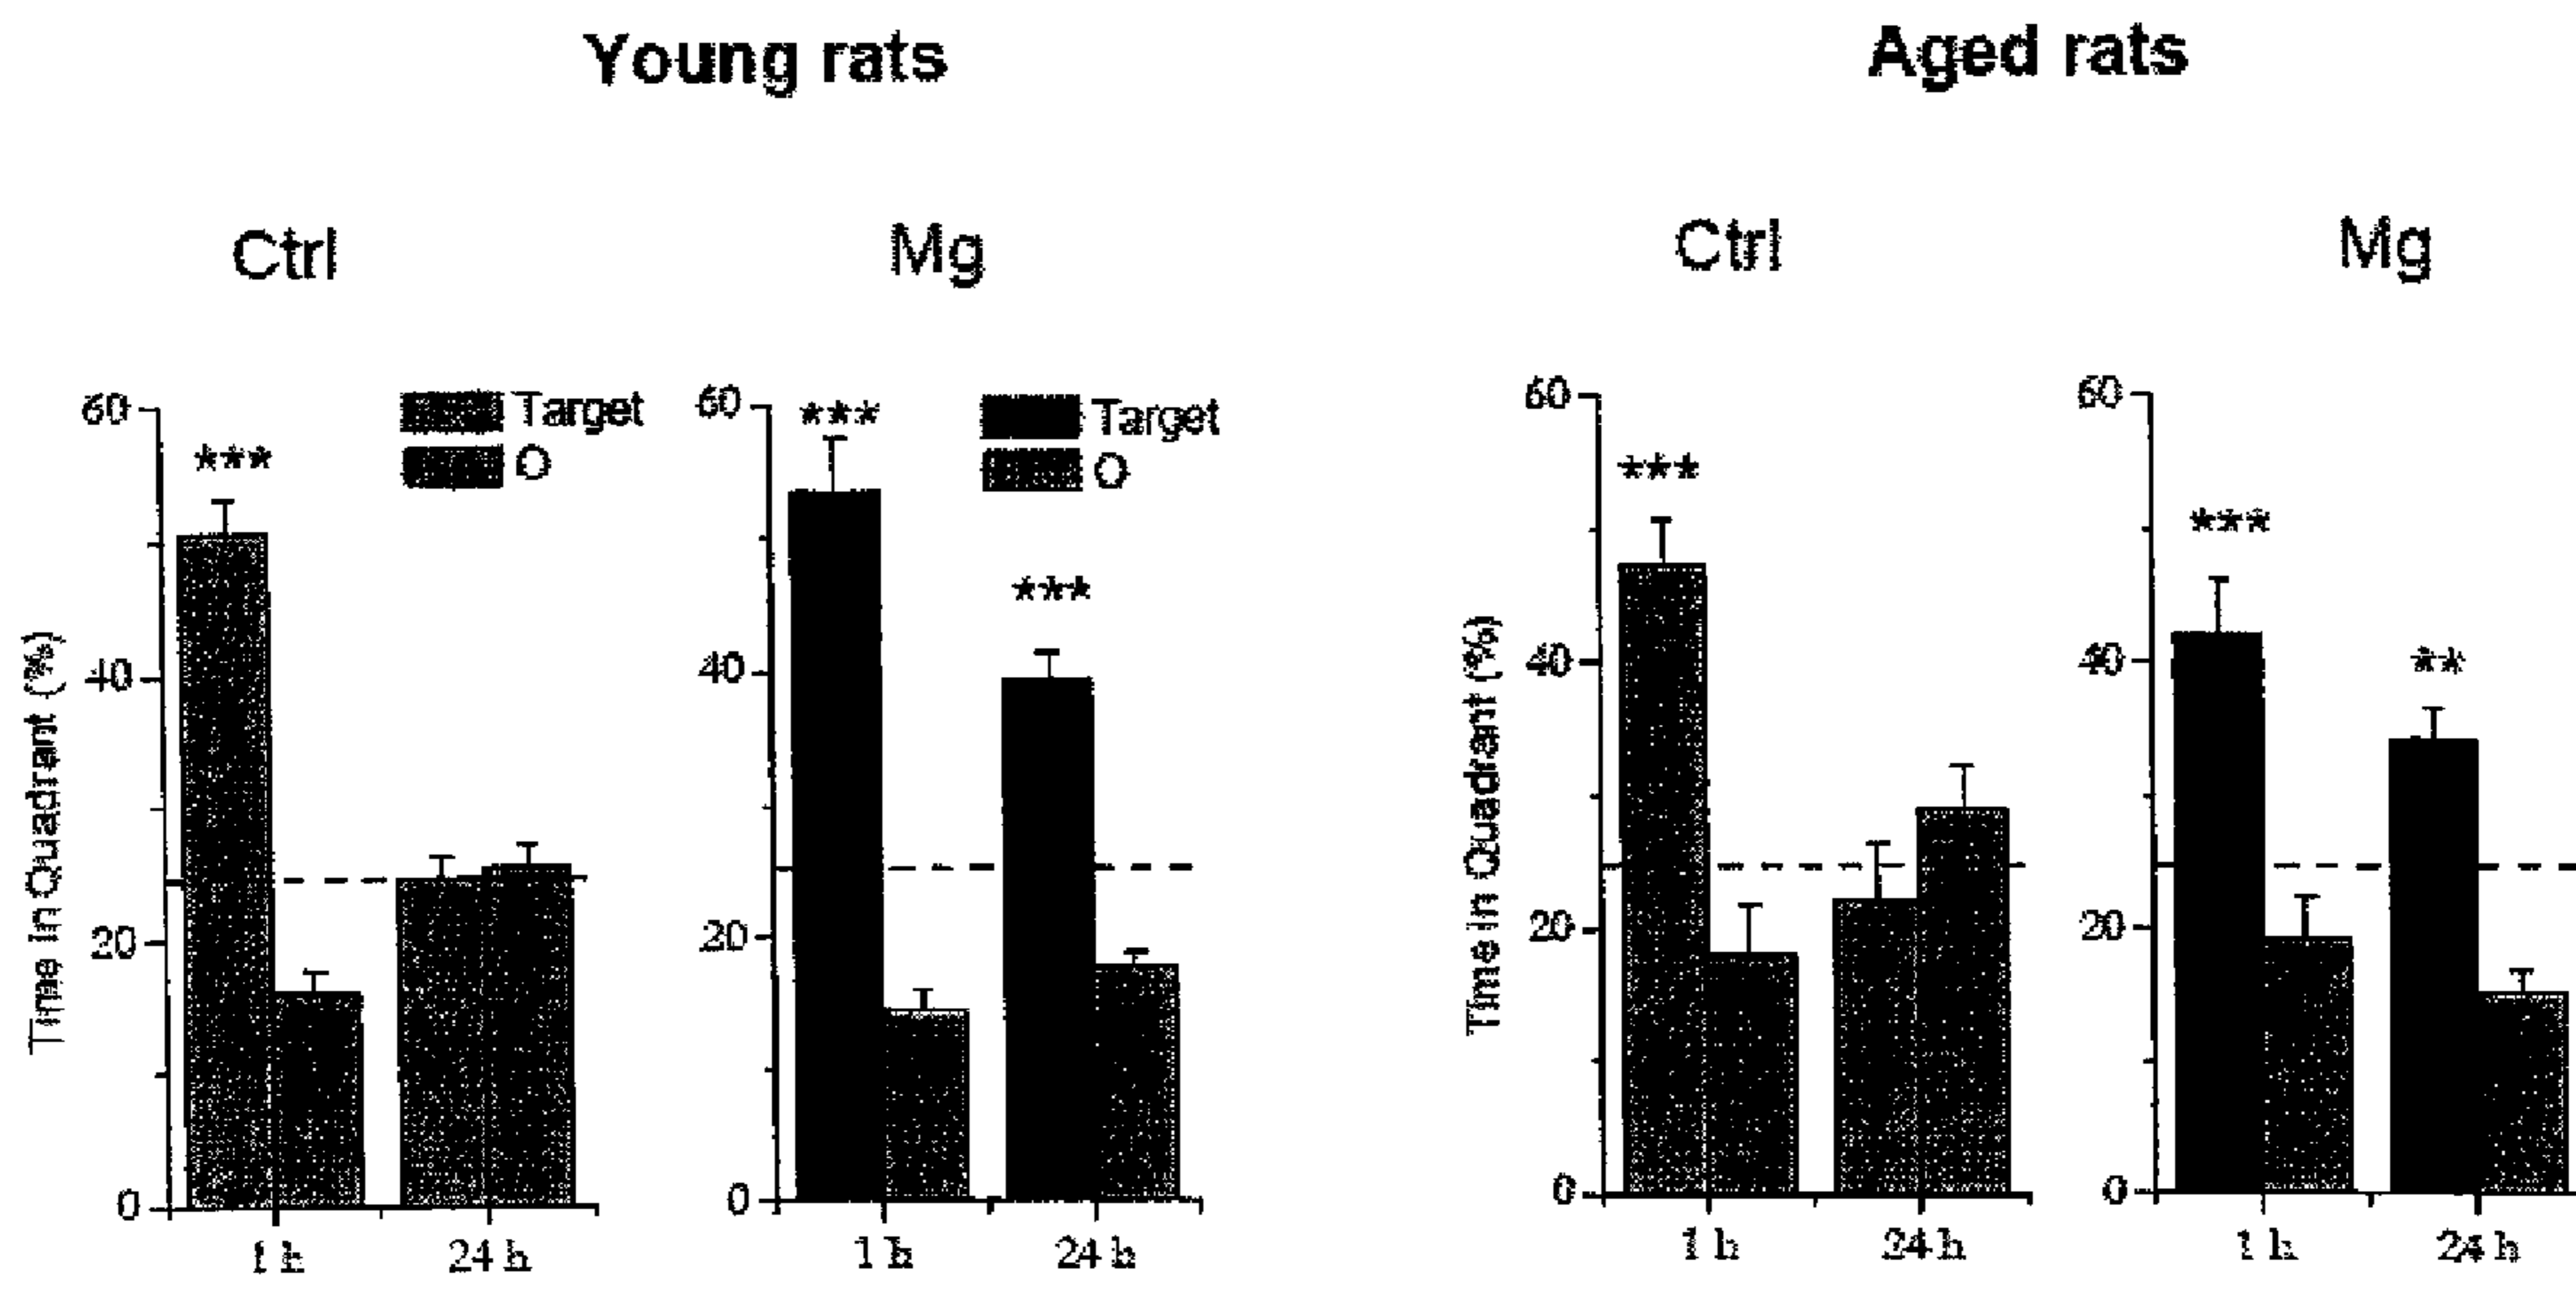 Young rats
Aged rats
Ctrl
Mg
Ctrl
Mg
Time in Quadrant (%)
60
40
20
0
***
Target
O
1 h
24 h
60
40
20
0
***
***
Target
O
1 h
24 h
Time in Quadrant (%)
60
40
20
0
***
1 h
24 h
60
40
20
0
***
**
1 h
24 h